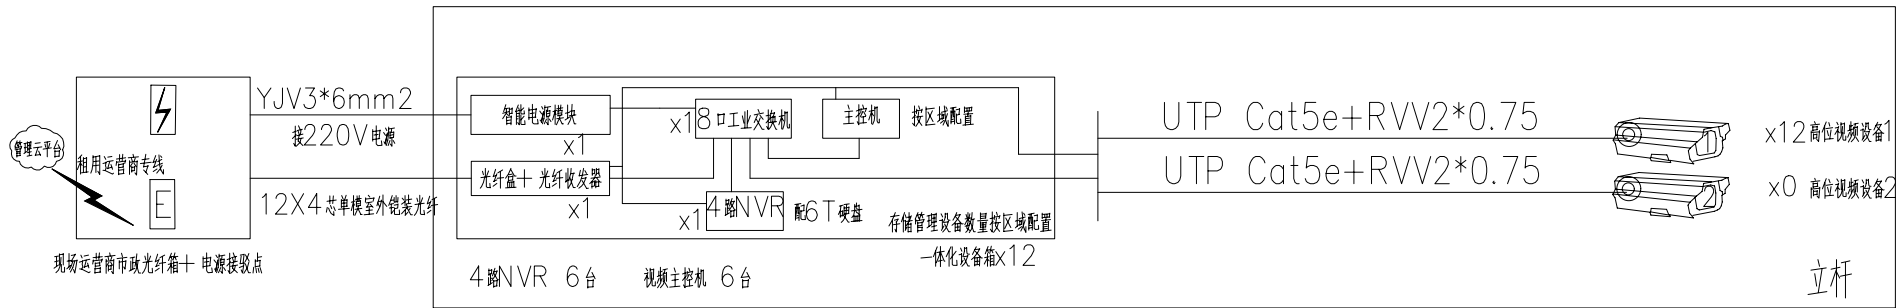 管理云平台
租用运营商专线
E
现场运营商市政光纤箱+ 电源接驳点
YJV3*6mm2
接220V电源
12X4芯单模室外铠装光纤
智能电源模块
x1
光纤盒+ 光纤收发器
x1
x1
8口工业交换机
主控机
按区域配置
x1
4路NVR
配6T硬盘
存储管理设备数量按区域配置
一体化设备箱x12
4路NVR 6台
视频主控机 6台
UTP Cat5e+RVV2*0.75
UTP Cat5e+RVV2*0.75
x12 高位视频设备1
x0 高位视频设备2
立杆